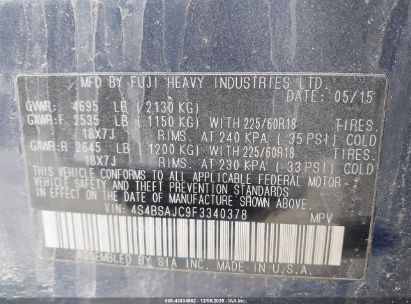 MFD. BY FUJI HEAVY INDUSTRIES LTD.
DATE: 05/15
GVWR: 4695 LB (2130 KG)
GAWR:F 2535 LB (1150 KG) WITH 225/60R18 TIRES.
18X7J RIMS. AT 240 KPA (35 PSI) COLD
GAWR:R 2645 LB (1200 KG) WITH 225/60R18 TIRES.
18X7J RIMS. AT 230 KPA (33 PSI) COLD
THIS VEHICLE CONFORMS TO ALL APPLICABLE FEDERAL MOTOR
VEHICLE SAFETY, BUMPER, AND THEFT PREVENTION STANDARDS
IN EFFECT ON THE DATE OF MANUFACTURE SHOWN ABOVE.
VIN: 4S4BSAJC9F3340378 MPV
ASSEMBLED BY SIA INC. MADE IN U.S.A.